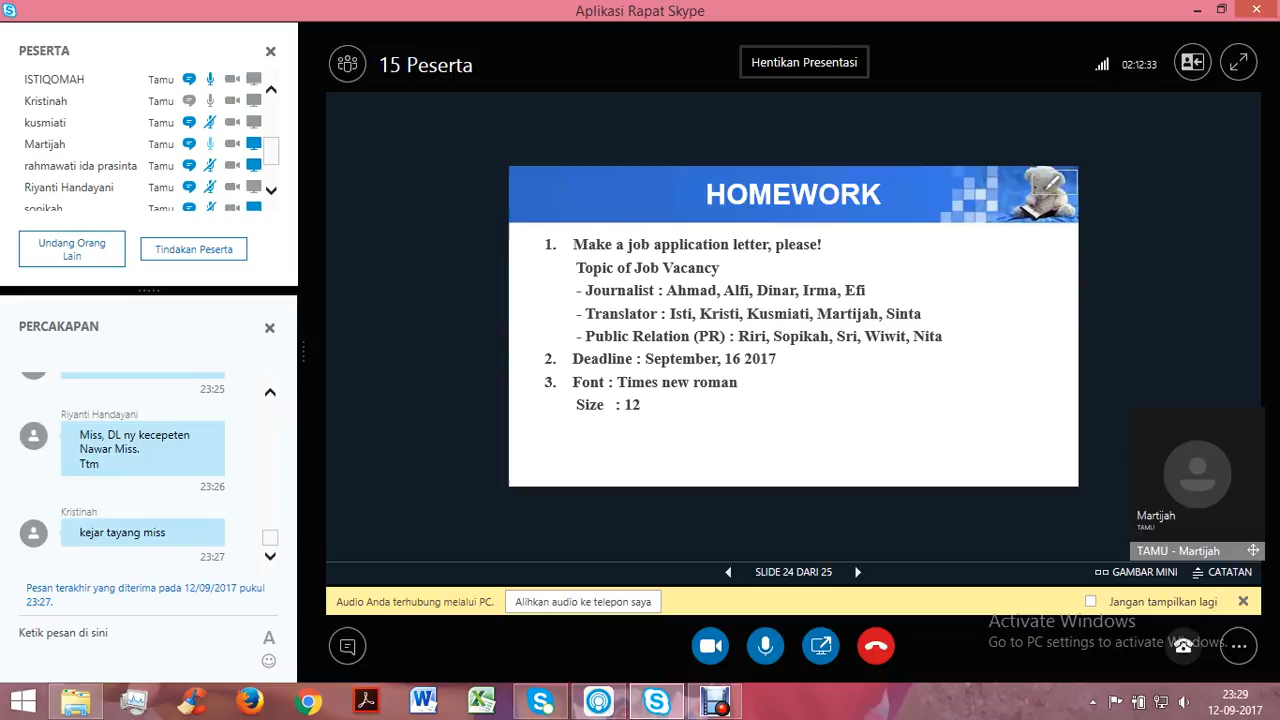 Aplikasi Rapat Skype
PESERTA
ISTIQOMAH Tamu
Kristinah Tamu
kusmiati Tamu
Martijah Tamu
rahmawati ida prasinta Tamu
Riyanti Handayani Tamu
sopikah Tamu
Undang Orang
Lain
Tindakan Peserta
PERCAKAPAN
23:25
Riyanti Handayani
Miss, DL ny kecepeten
Nawar Miss.
Ttm
23:26
Kristinah
kejar tayang miss
23:27
Pesan terakhir yang diterima pada 12/09/2017 pukul
23:27.
Ketik pesan di sini
A
15 Peserta
Hentikan Presentasi
02:12:33
HOMEWORK
1. Make a job application letter, please!
Topic of Job Vacancy
- Journalist : Ahmad, Alfi, Dinar, Irma, Efi
- Translator : Isti, Kristi, Kusmiati, Martijah, Sinta
- Public Relation (PR) : Riri, Sopikah, Sri, Wiwit, Nita
2. Deadline : September, 16 2017
3. Font : Times new roman
Size : 12
Martijah
TAMU
TAMU - Martijah
SLIDE 24 DARI 25
GAMBAR MINI
CATATAN
Audio Anda terhubung melalui PC.
Alihkan audio ke telepon saya
Jangan tampilkan lagi
Activate Windows
Go to PC settings to activate Windows.
23:29
12-09-2017